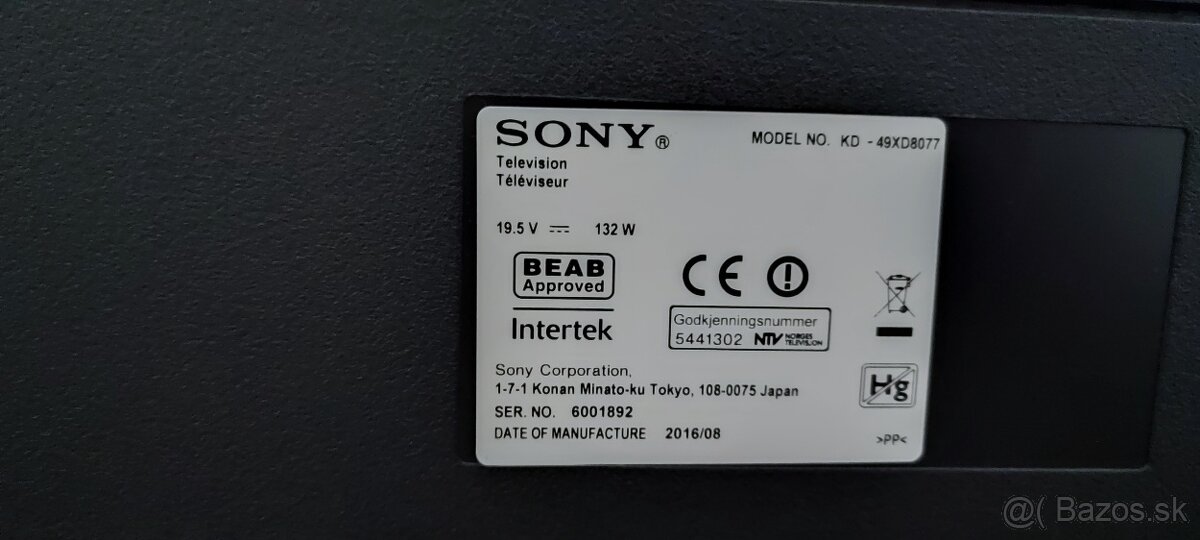 SONY®
MODEL NO. KD - 49XD8077
Television
Téléviseur
19.5 V 132 W
BEAB
Approved
Intertek
CE
Godkjenningsnummer
5441302 NTV NORGES
TELEVISION
Hg
Sony Corporation,
1-7-1 Konan Minato-ku Tokyo, 108-0075 Japan
SER. NO. 6001892
DATE OF MANUFACTURE 2016/08
>PP<
@( Bazos.sk